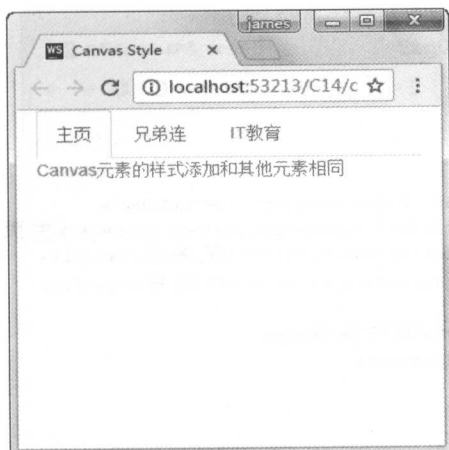 james
WS Canvas Style ×
localhost:53213/C14/c
主页 兄弟连 IT教育
Canvas元素的样式添加和其他元素相同